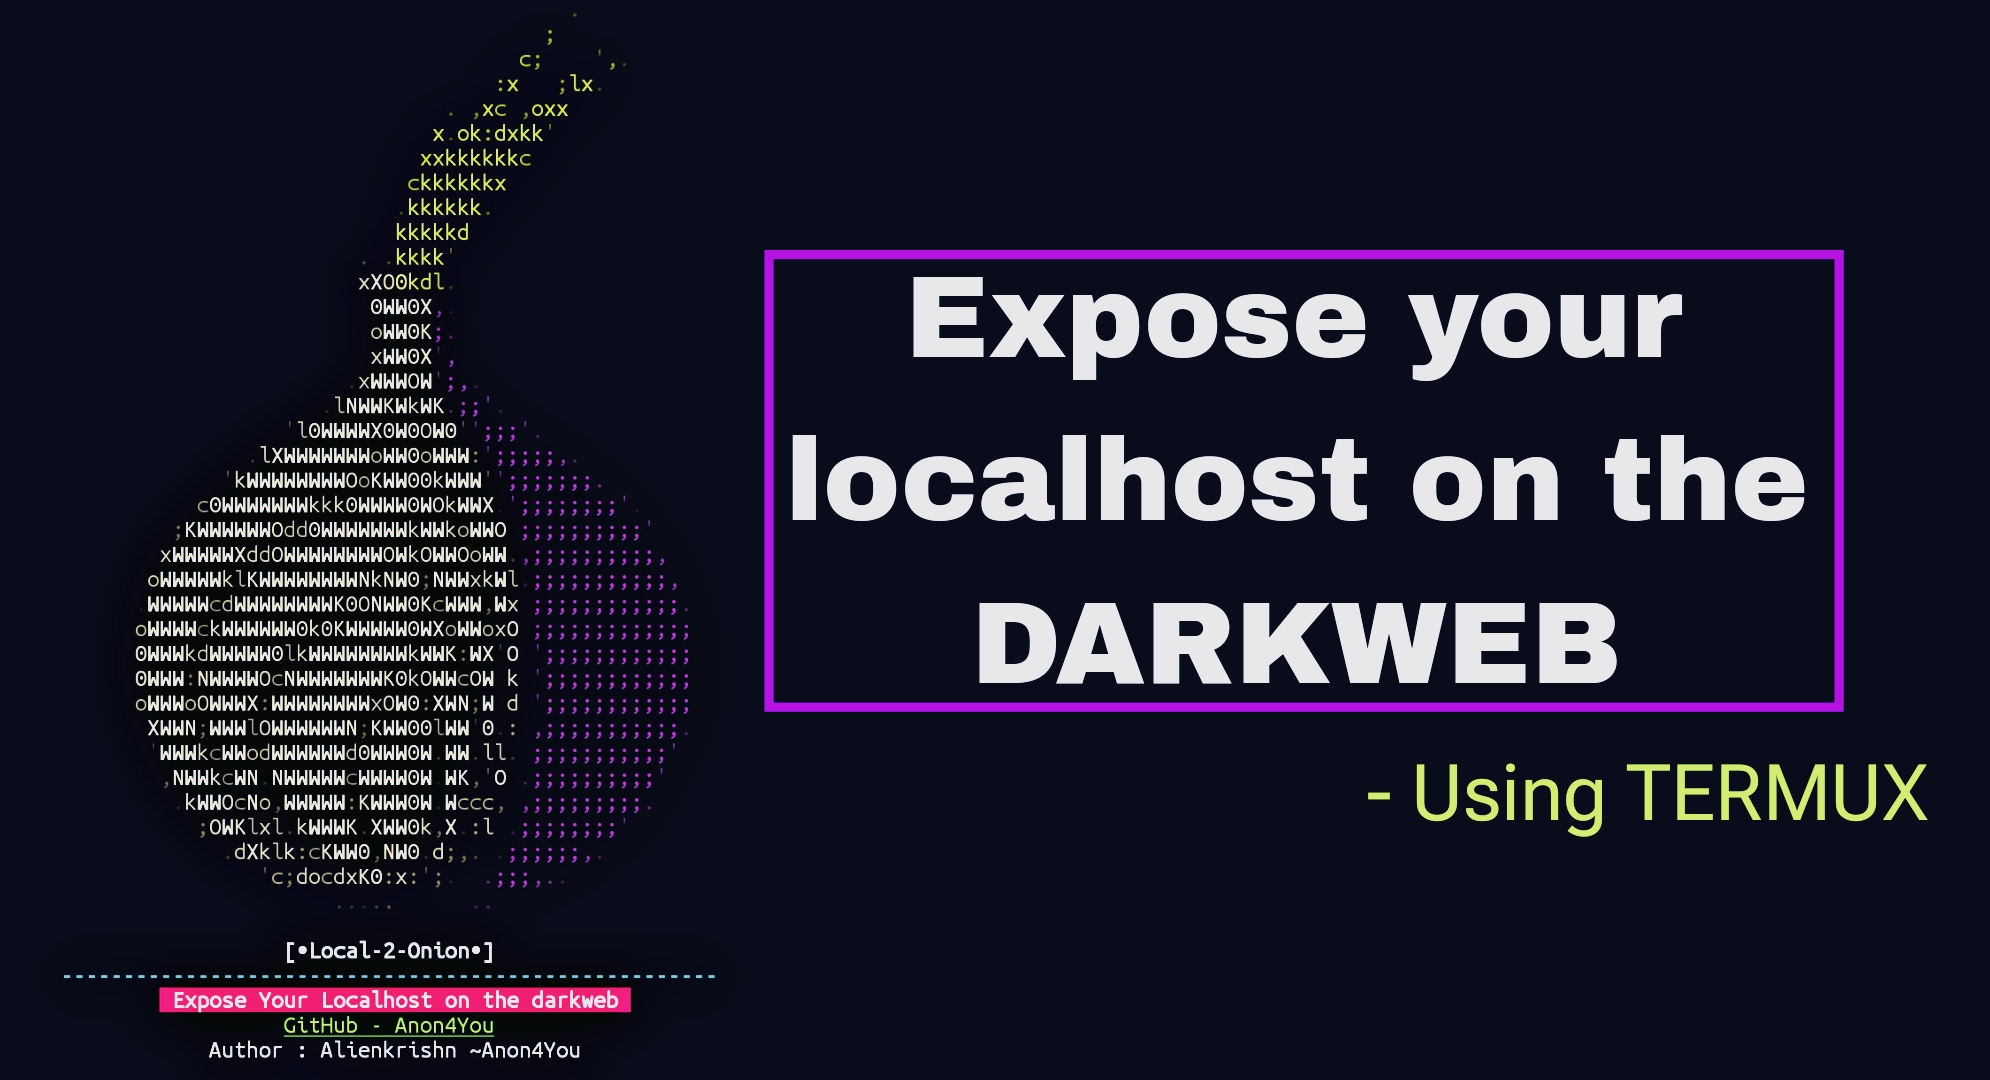 Expose your
localhost on the
DARKWEB
- Using TERMUX
[•Local-2-Onion•]
Expose Your Localhost on the darkweb
GitHub - Anon4You
Author : Alienkrishn ~Anon4You